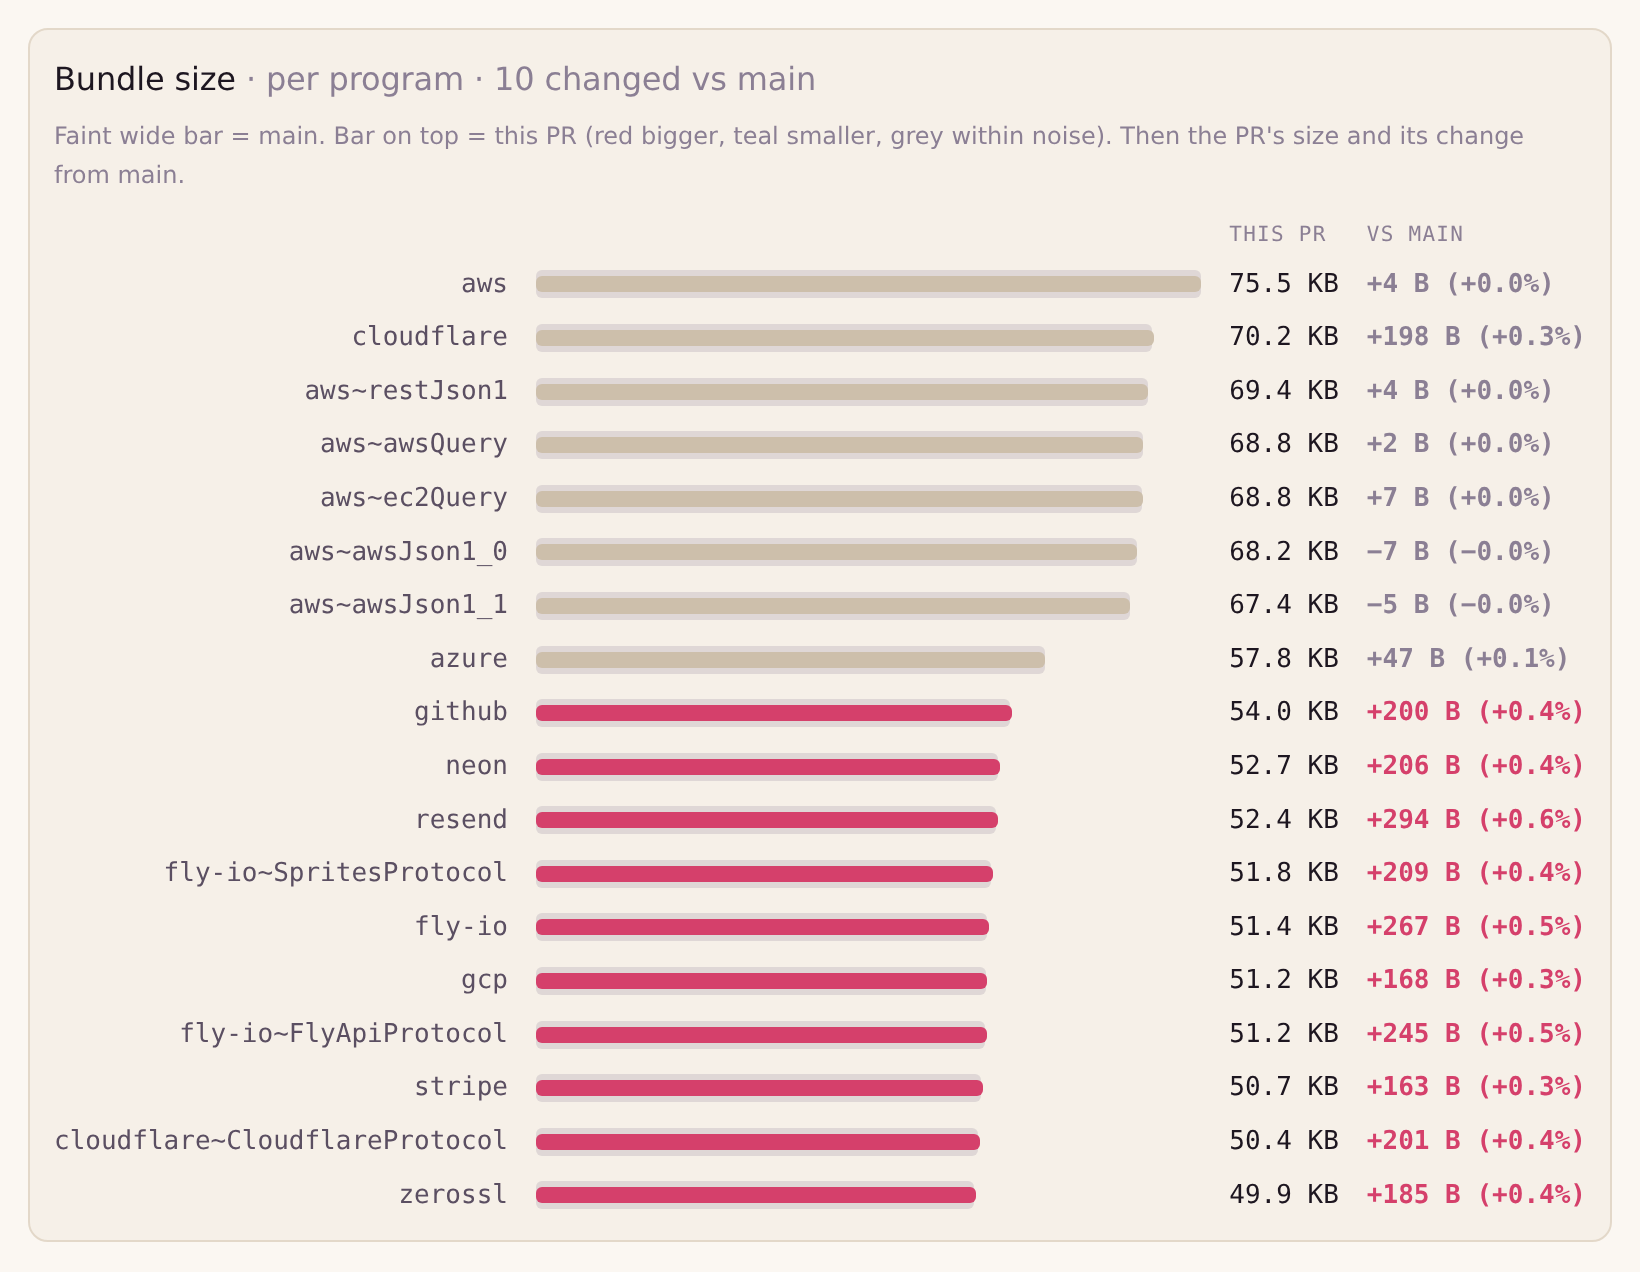 Bundle size · per program · 10 changed vs main
Faint wide bar = main. Bar on top = this PR (red bigger, teal smaller, grey within noise). Then the PR's size and its change
from main.
THIS PR VS MAIN
aws 75.5 KB +4 B (+0.0%)
cloudflare 70.2 KB +198 B (+0.3%)
aws~restJson1 69.4 KB +4 B (+0.0%)
aws~awsQuery 68.8 KB +2 B (+0.0%)
aws~ec2Query 68.8 KB +7 B (+0.0%)
aws~awsJson1_0 68.2 KB −7 B (−0.0%)
aws~awsJson1_1 67.4 KB −5 B (−0.0%)
azure 57.8 KB +47 B (+0.1%)
github 54.0 KB +200 B (+0.4%)
neon 52.7 KB +206 B (+0.4%)
resend 52.4 KB +294 B (+0.6%)
fly-io~SpritesProtocol 51.8 KB +209 B (+0.4%)
fly-io 51.4 KB +267 B (+0.5%)
gcp 51.2 KB +168 B (+0.3%)
fly-io~FlyApiProtocol 51.2 KB +245 B (+0.5%)
stripe 50.7 KB +163 B (+0.3%)
cloudflare~CloudflareProtocol 50.4 KB +201 B (+0.4%)
zerossl 49.9 KB +185 B (+0.4%)